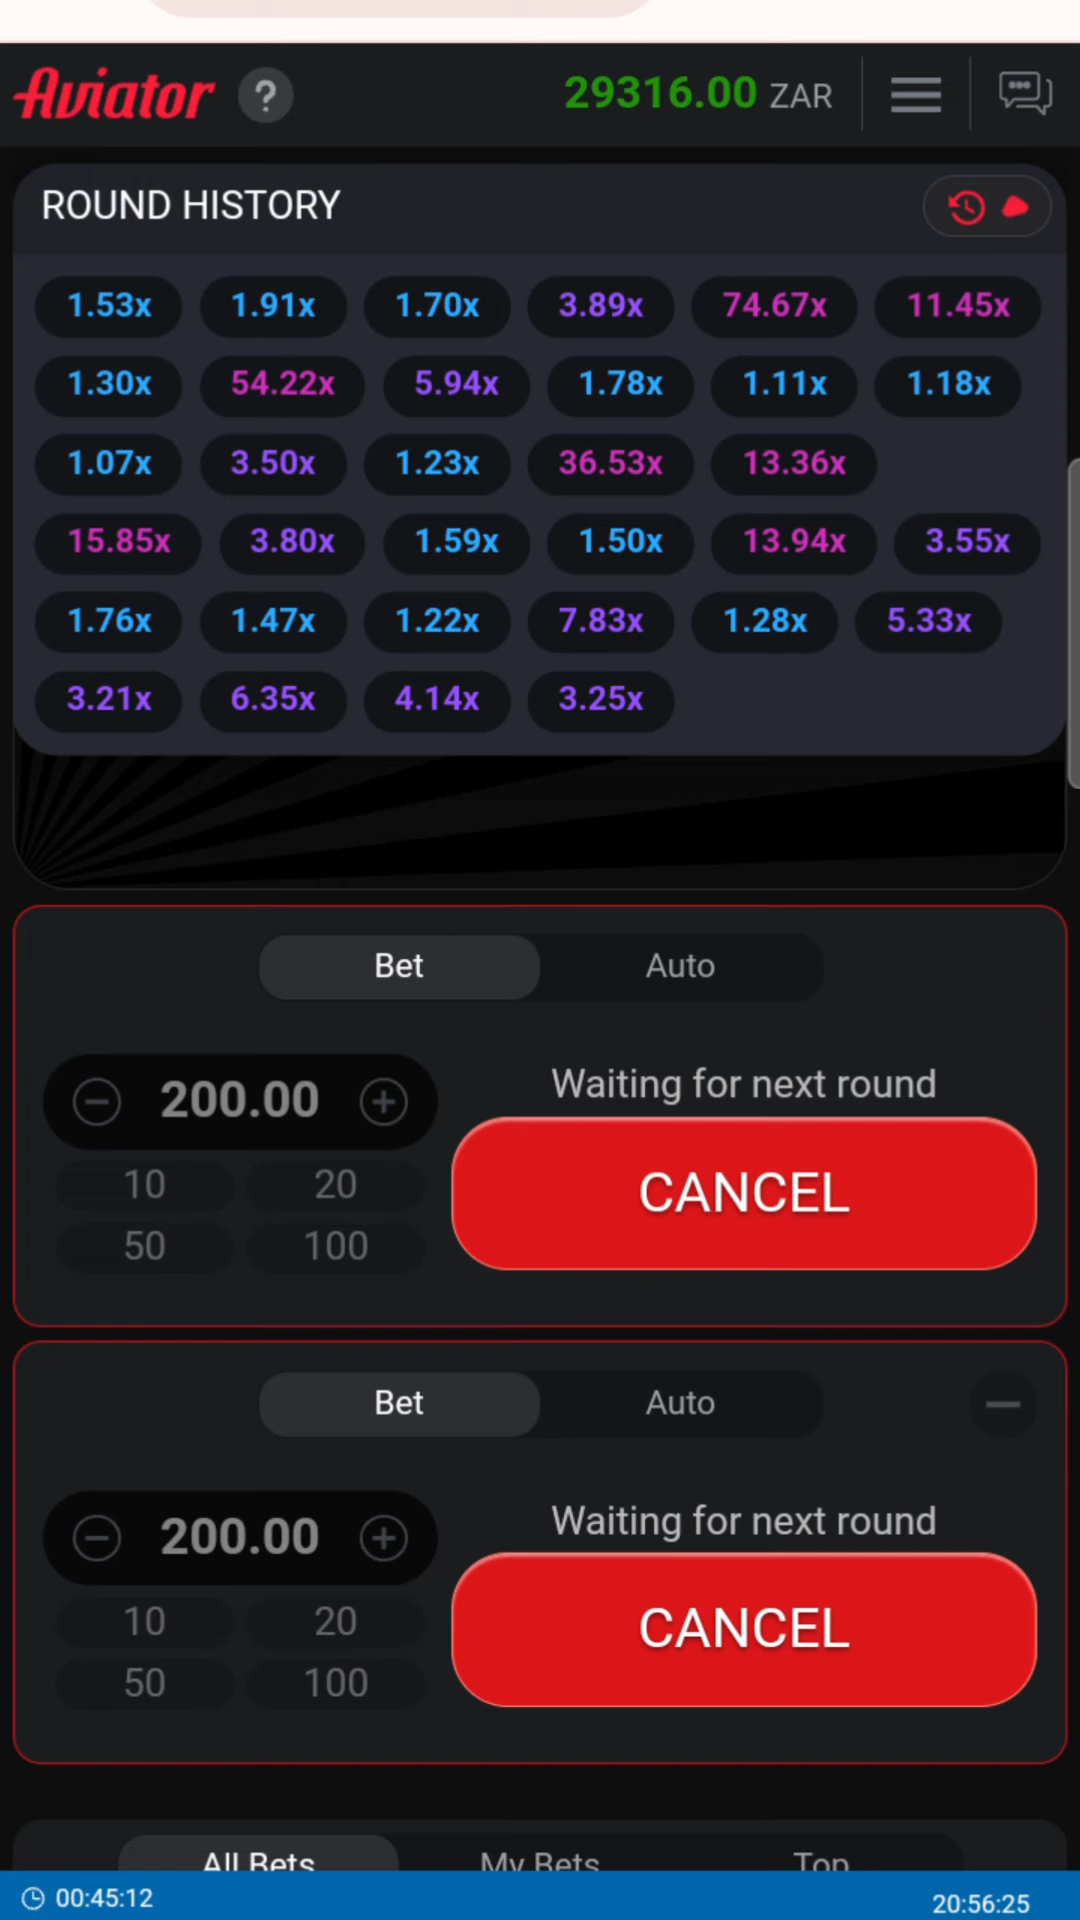 Aviator ? 29316.00 ZAR
ROUND HISTORY
1.53x 1.91x 1.70x 3.89x 74.67x 11.45x
1.30x 54.22x 5.94x 1.78x 1.11x 1.18x
1.07x 3.50x 1.23x 36.53x 13.36x
15.85x 3.80x 1.59x 1.50x 13.94x 3.55x
1.76x 1.47x 1.22x 7.83x 1.28x 5.33x
3.21x 6.35x 4.14x 3.25x
Bet Auto
Waiting for next round
200.00
CANCEL
10 20
50 100
Bet Auto
Waiting for next round
200.00
CANCEL
10 20
50 100
All Bets My Bets Top
00:45:12 20:56:25